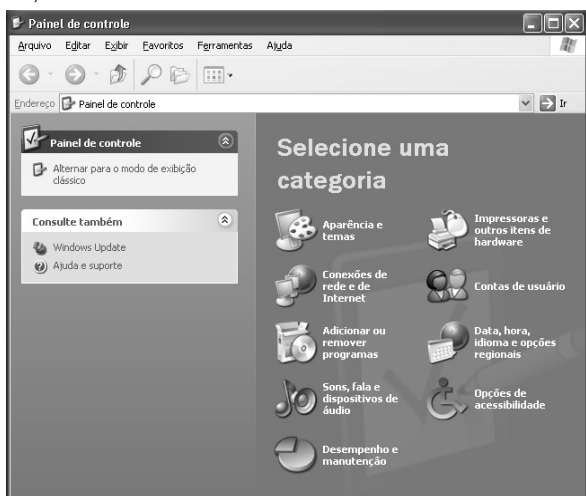 Painel de controle
Arquivo Editar Exibir Favoritos Ferramentas Ajuda
Endereço Painel de controle Ir
Painel de controle
Alternar para o modo de exibição
clássico
Consulte também
Windows Update
Ajuda e suporte
Selecione uma
categoria
Aparência e
temas
Impressoras e
outros itens de
hardware
Conexões de
rede e de
Internet
Contas de usuário
Adicionar ou
remover
programas
Data, hora,
idioma e opções
regionais
Sons, fala e
dispositivos de
áudio
Opções de
acessibilidade
Desempenho e
manutenção